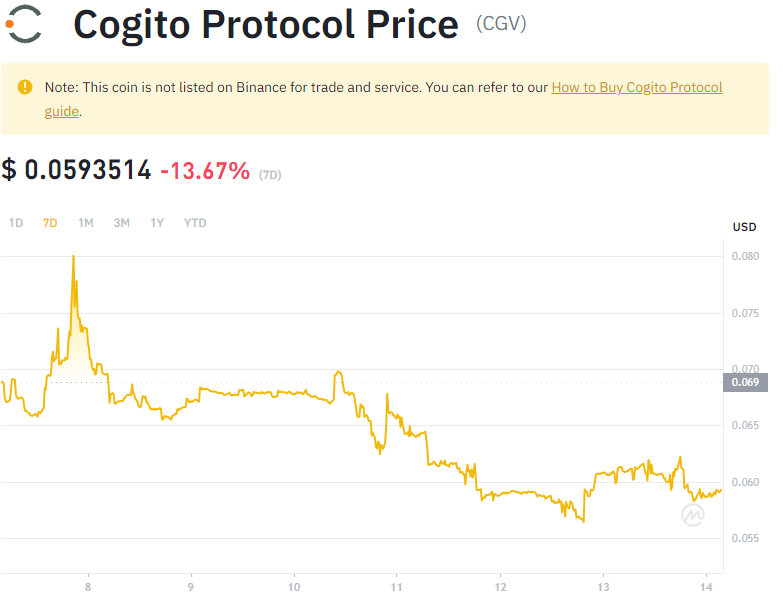 Cogito Protocol Price (CGV)
Note: This coin is not listed on Binance for trade and service. You can refer to our How to Buy Cogito Protocol
guide.
$ 0.0593514 -13.67% (7D)
1D 7D 1M 3M 1Y YTD
USD
0.080
0.075
0.070
0.069
0.065
0.060
0.055
8 9 10 11 12 13 14